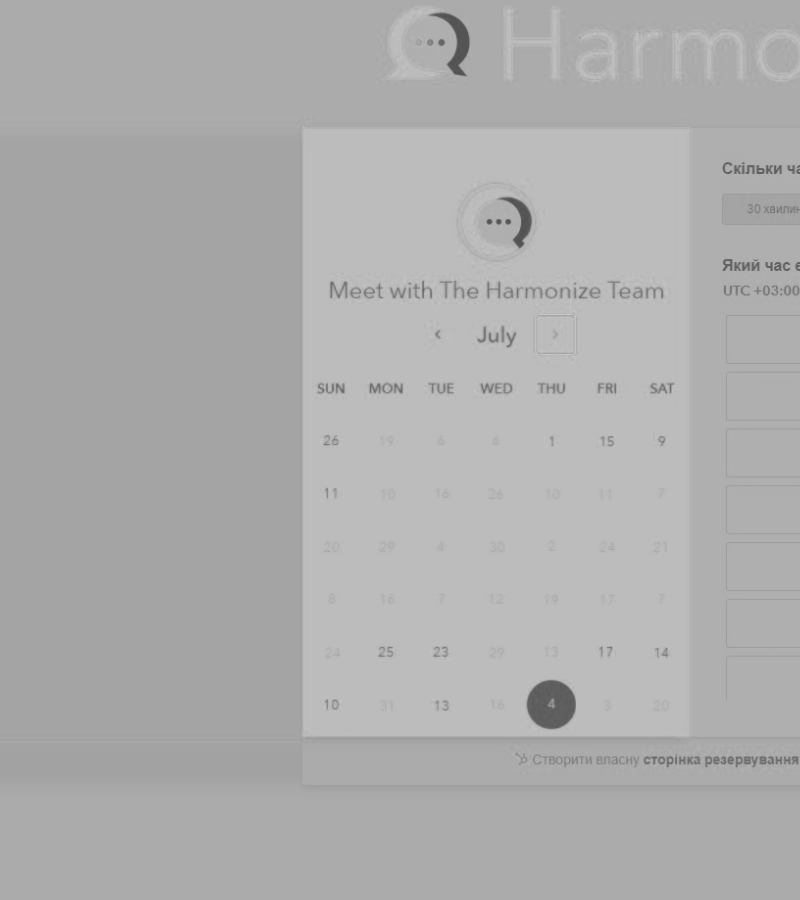 Harmo
Meet with The Harmonize Team
‹ July ›
SUN MON TUE WED THU FRI SAT
26 19 6 6 1 15 9
11 10 16 26 10 11 7
20 29 4 30 2 24 21
8 16 7 12 19 17 7
24 25 23 29 13 17 14
10 31 13 16 4 3 20
Скільки ча
30 хвилин
Який час є
UTC +03:00
Створити власну сторінка резервування